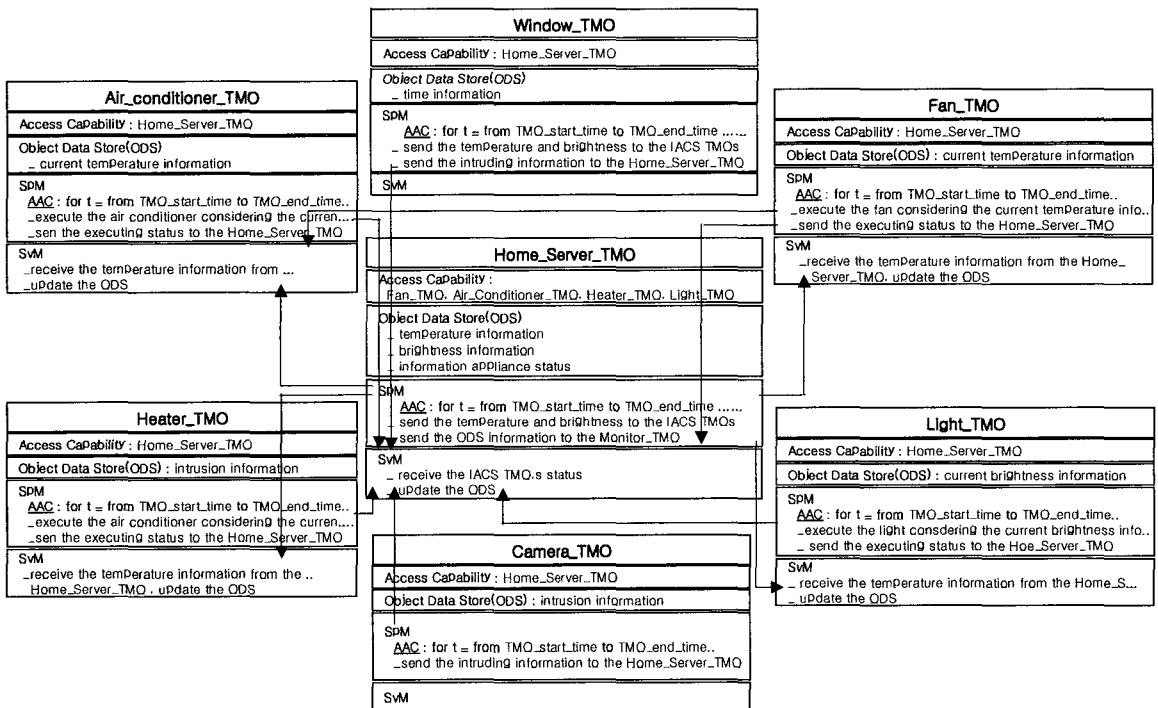 Window_TMO
Access Capability : Home_Server_TMO
Object Data Store(ODS)
_ time information
SpM
AAC : for t = from TMO_start_time to TMO_end_time ......
_ send the temperature and brightness to the IACS TMOs
_ send the intruding information to the Home_Server_TMO
SvM
Air_conditioner_TMO
Access Capability : Home_Server_TMO
Object Data Store(ODS)
_ current temperature information
SpM
AAC : for t = from TMO_start_time to TMO_end_time..
_execute the air conditioner considering the curren....
_sen the executing status to the Home_Server_TMO
SvM
_receive the temperature information from ...
_update the ODS
Fan_TMO
Access Capability : Home_Server_TMO
Object Data Store(ODS) : current temperature information
SpM
AAC : for t = from TMO_start_time to TMO_end_time..
_execute the fan considering the current temperature info..
_send the executing status to the Home_Server_TMO
SvM
_receive the temperature information from the Home_
Server_TMO. update the ODS
Home_Server_TMO
Access Capability :
Fan_TMO. Air_Conditioner_TMO. Heater_TMO. Light_TMO
Object Data Store(ODS)
_ temperature information
_ brightness information
_ information appliance status
SpM
AAC : for t = from TMO_start_time to TMO_end_time ......
send the temperature and brightness to the IACS TMOs
send the ODS information to the Monitor_TMO
SvM
_ receive the IACS TMO.s status
_ update the ODS
Heater_TMO
Access Capability : Home_Server_TMO
Object Data Store(ODS) : intrusion information
SpM
AAC : for t = from TMO_start_time to TMO_end_time..
_execute the air conditioner considering the curren....
_sen the executing status to the Home_Server_TMO
SvM
_receive the temperature information from the ..
Home_Server_TMO . update the ODS
Light_TMO
Access Capability : Home_Server_TMO
Object Data Store(ODS) : current brightness information
SpM
AAC : for t = from TMO_start_time to TMO_end_time..
_execute the light consdering the current brightness info..
_ send the executing status to the Hoe_Server_TMO
SvM
_ receive the temperature information from the Home_S...
_ update the ODS
Camera_TMO
Access Capability : Home_Server_TMO
Object Data Store(ODS) : intrusion information
SpM
AAC : for t = from TMO_start_time to TMO_end_time..
_send the intruding information to the Home_Server_TMO
SvM